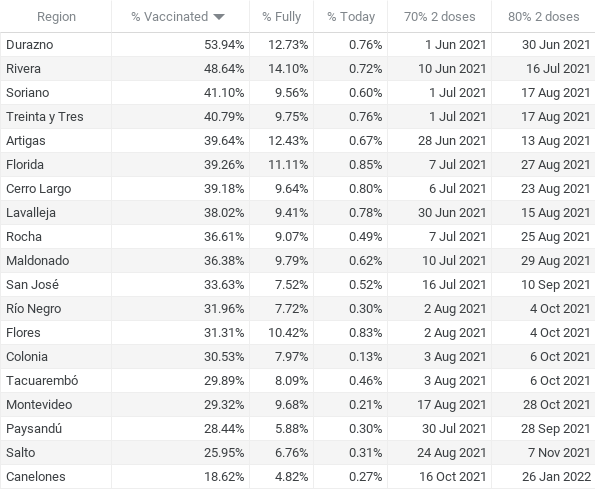 Region % Vaccinated % Fully % Today 70% 2 doses 80% 2 doses
Durazno 53.94% 12.73% 0.76% 1 Jun 2021 30 Jun 2021
Rivera 48.64% 14.10% 0.72% 10 Jun 2021 16 Jul 2021
Soriano 41.10% 9.56% 0.60% 1 Jul 2021 17 Aug 2021
Treinta y Tres 40.79% 9.75% 0.76% 1 Jul 2021 17 Aug 2021
Artigas 39.64% 12.43% 0.67% 28 Jun 2021 13 Aug 2021
Florida 39.26% 11.11% 0.85% 7 Jul 2021 27 Aug 2021
Cerro Largo 39.18% 9.64% 0.80% 6 Jul 2021 23 Aug 2021
Lavalleja 38.02% 9.41% 0.78% 30 Jun 2021 15 Aug 2021
Rocha 36.61% 9.07% 0.49% 7 Jul 2021 25 Aug 2021
Maldonado 36.38% 9.79% 0.62% 10 Jul 2021 29 Aug 2021
San José 33.63% 7.52% 0.52% 16 Jul 2021 10 Sep 2021
Río Negro 31.96% 7.72% 0.30% 2 Aug 2021 4 Oct 2021
Flores 31.31% 10.42% 0.83% 2 Aug 2021 4 Oct 2021
Colonia 30.53% 7.97% 0.13% 3 Aug 2021 6 Oct 2021
Tacuarembó 29.89% 8.09% 0.46% 3 Aug 2021 6 Oct 2021
Montevideo 29.32% 9.68% 0.21% 17 Aug 2021 28 Oct 2021
Paysandú 28.44% 5.88% 0.30% 30 Jul 2021 28 Sep 2021
Salto 25.95% 6.76% 0.31% 24 Aug 2021 7 Nov 2021
Canelones 18.62% 4.82% 0.27% 16 Oct 2021 26 Jan 2022